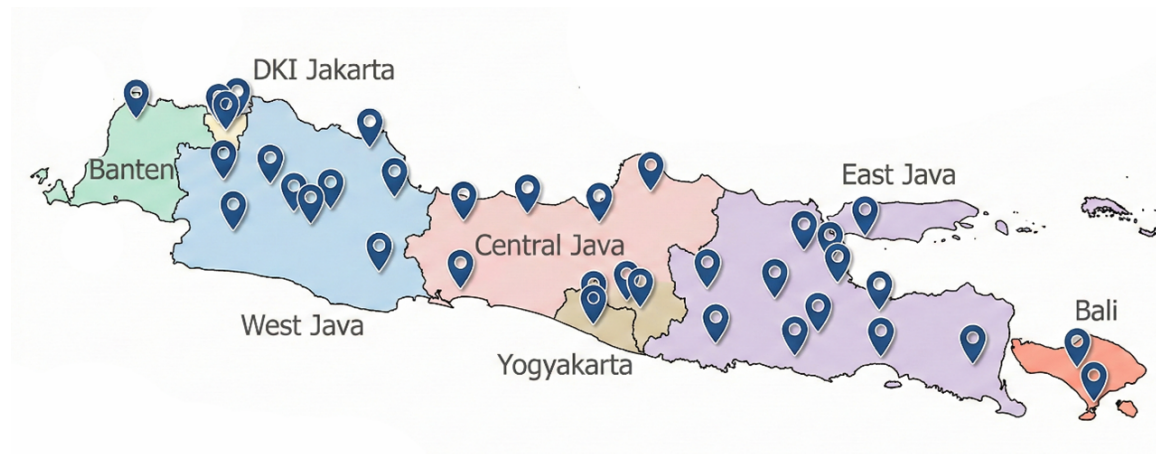 DKI Jakarta
Banten
East Java
Central Java
West Java
Bali
Yogyakarta